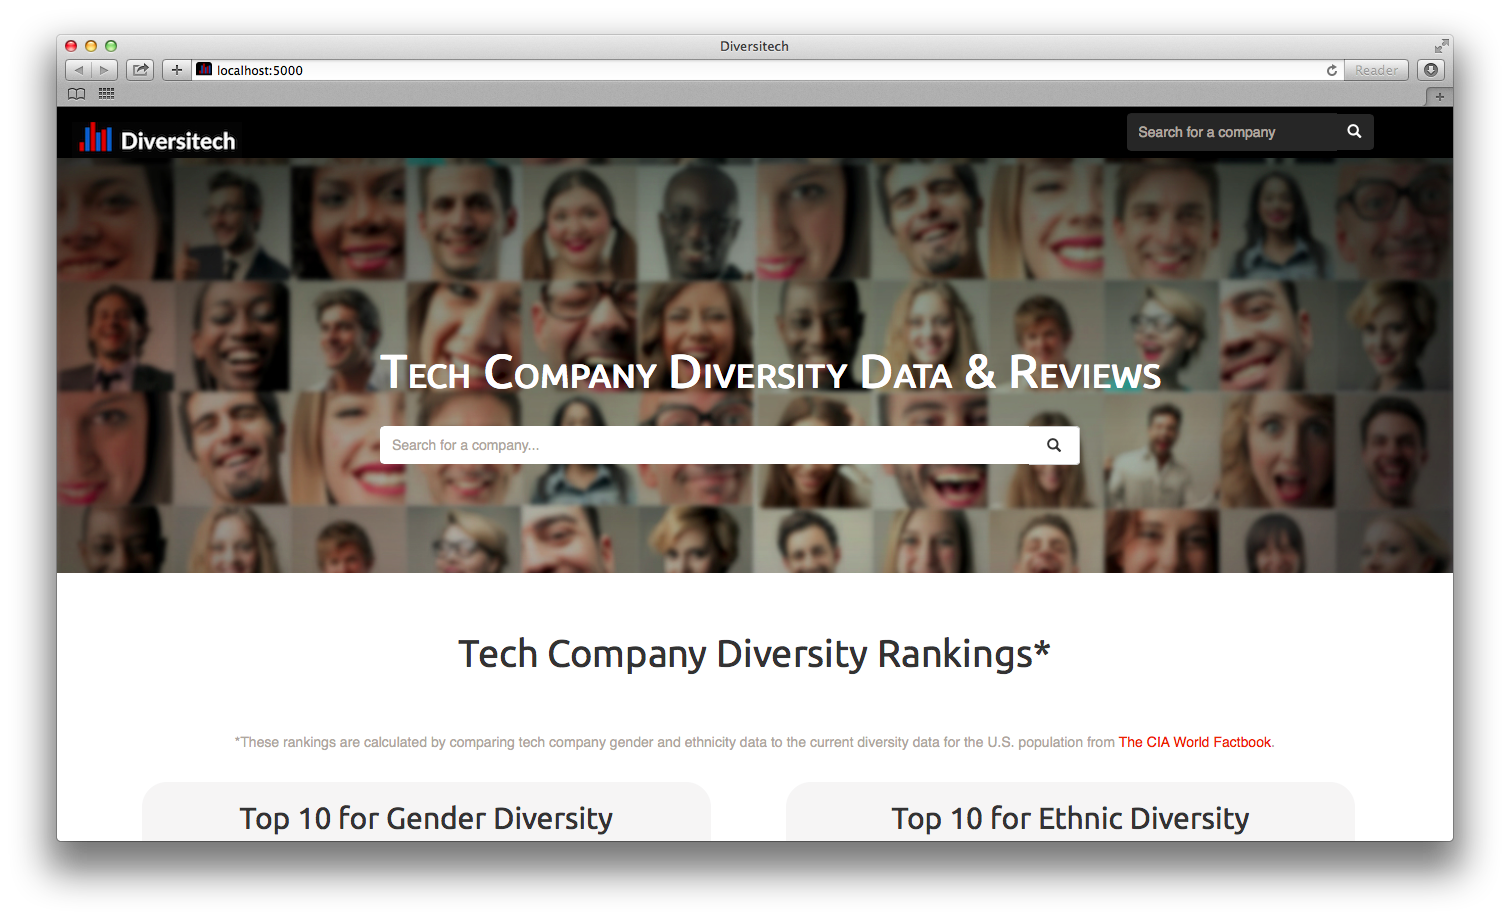 Diversitech
localhost:5000
Reader
Diversitech
Search for a company
Tech Company Diversity Data & Reviews
Search for a company...
Tech Company Diversity Rankings*
*These rankings are calculated by comparing tech company gender and ethnicity data to the current diversity data for the U.S. population from The CIA World Factbook.
Top 10 for Gender Diversity
Top 10 for Ethnic Diversity